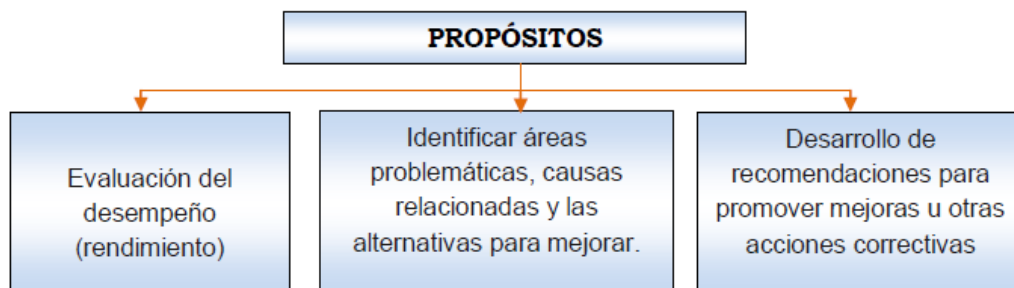 PROPÓSITOS
Evaluación del
desempeño
(rendimiento)
Identificar áreas
problemáticas, causas
relacionadas y las
alternativas para mejorar.
Desarrollo de
recomendaciones para
promover mejoras u otras
acciones correctivas